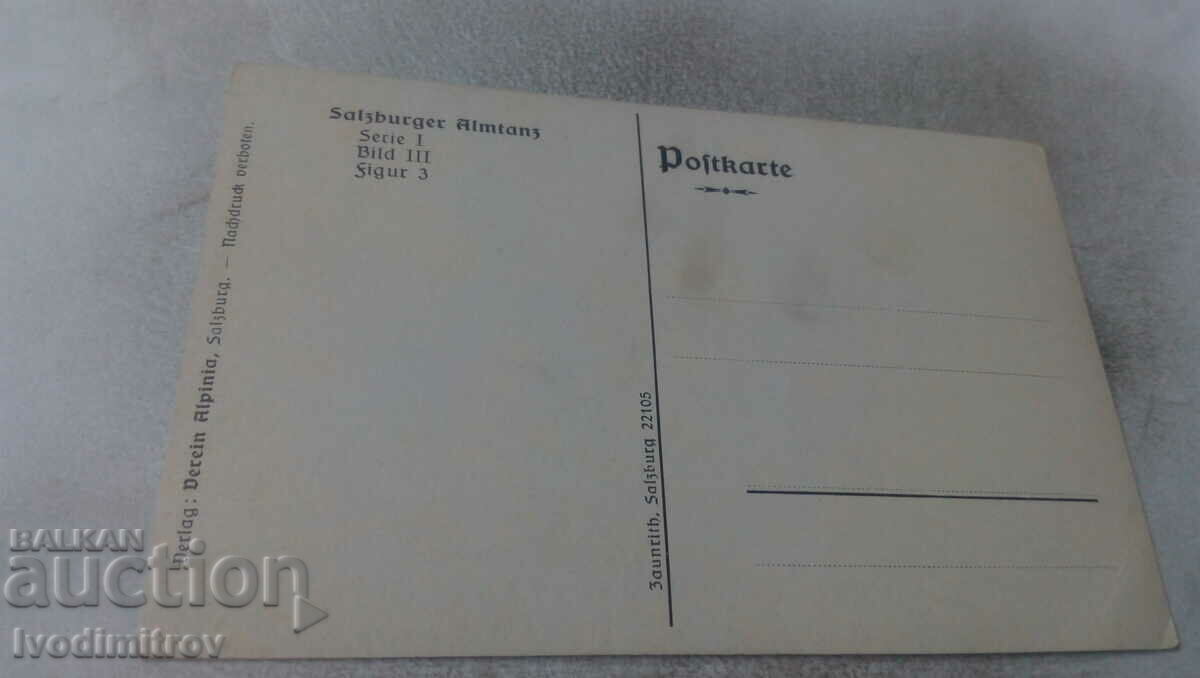 Salzburger Almtanz
Serie I
Bild III
Figur 3
Postkarte
Verlag: Verein Alpinia, Salzburg. — Nachdruck verboten.
Zaunrith, Salzburg 22105
BALKAN
auction
Ivodimitrov